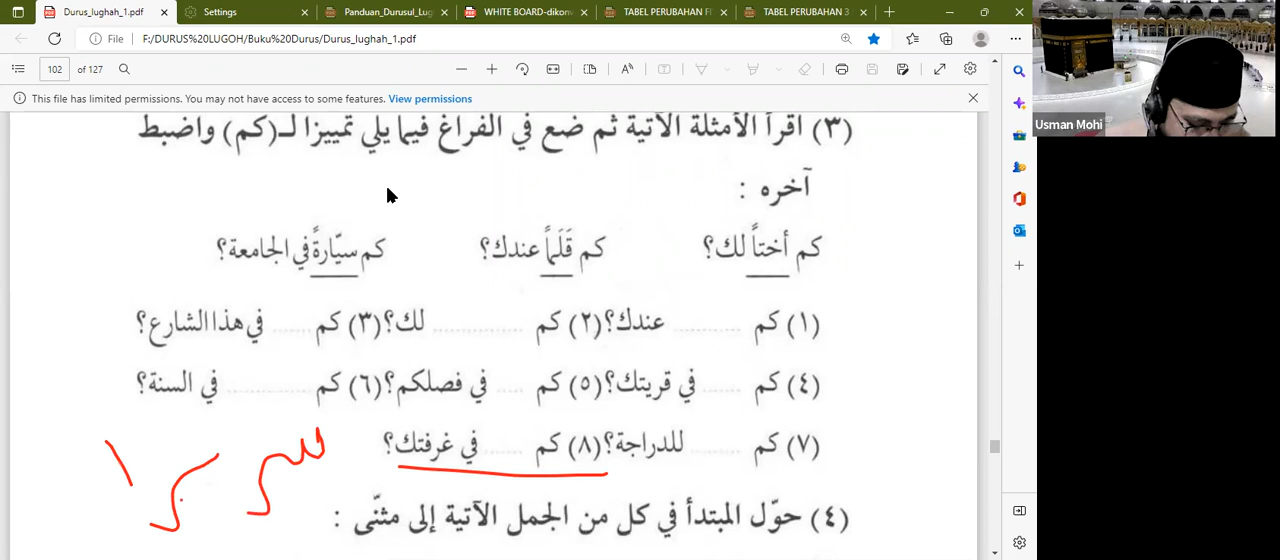 Durus_lughah_1.pdf
Settings
Panduan_Durusul_Lug
WHITE BOARD-dikonv
TABEL PERUBAHAN FI
TABEL PERUBAHAN 3
File
F:/DURUS%20LUGOH/Buku%20Durus/Durus_lughah_1.pdf
102 of 127
This file has limited permissions. You may not have access to some features. View permissions
Usman Mohi
(٣) اقرأ الأمثلة الآتية ثم ضع في الفراغ فيما يلي تمييزا لـ(كم) واضبط
آخره :
كم أختاً لك؟ كم قَلَماً عندك؟ كم سيّارةً في الجامعة؟
(١) كم ........ عندك؟ (٢) كم ........ لك؟ (٣) كم ...... في هذا الشارع؟
(٤) كم ...... في قريتك؟ (٥) كم ..... في فصلكم؟ (٦) كم ........ في السنة؟
(٧) كم ........ للدراجة؟ (٨) كم ...... في غرفتك؟
(٤) حوّل المبتدأ في كل من الجمل الآتية إلى مثنّى :